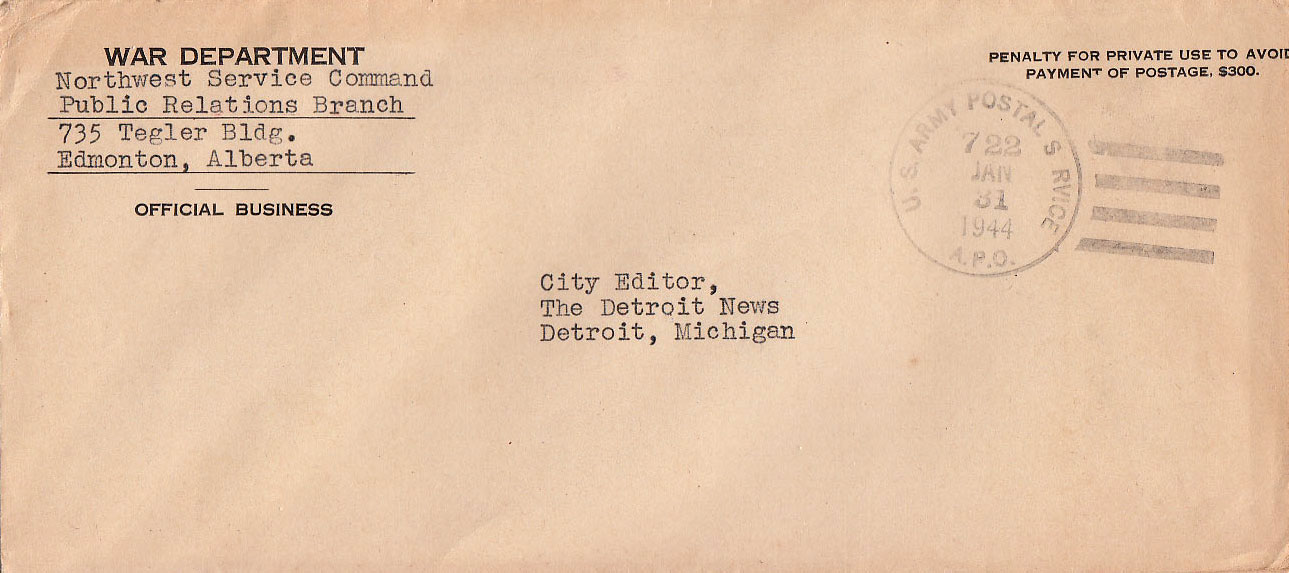 WAR DEPARTMENT
Northwest Service Command
Public Relations Branch
735 Tegler Bldg.
Edmonton, Alberta
OFFICIAL BUSINESS
PENALTY FOR PRIVATE USE TO AVOID
PAYMENT OF POSTAGE, $300.
U. S. ARMY POSTAL S RVICE
722
JAN
31
1944
A.P.O.
City Editor,
The Detroit News
Detroit, Michigan